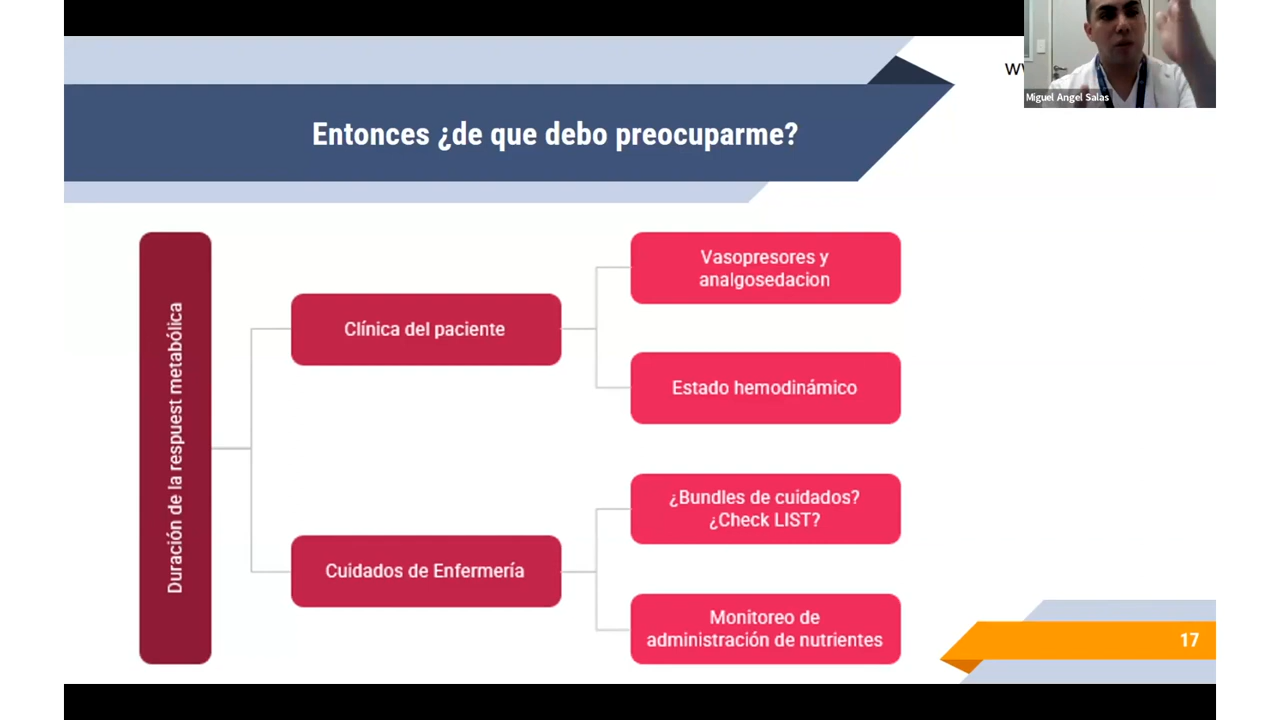 Miguel Angel Salas
Entonces ¿de que debo preocuparme?
Duración de la respuest metabólica
Clínica del paciente
Vasopresores y
analgosedacion
Estado hemodinámico
Cuidados de Enfermería
¿Bundles de cuidados?
¿Check LIST?
Monitoreo de
administración de nutrientes
17